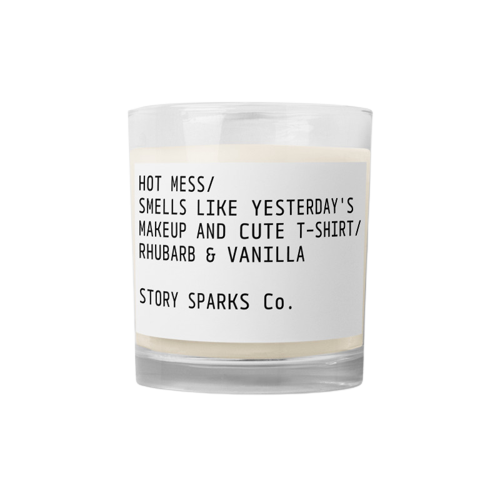 HOT MESS/
SMELLS LIKE YESTERDAY'S
MAKEUP AND CUTE T-SHIRT/
RHUBARB & VANILLA
STORY SPARKS Co.